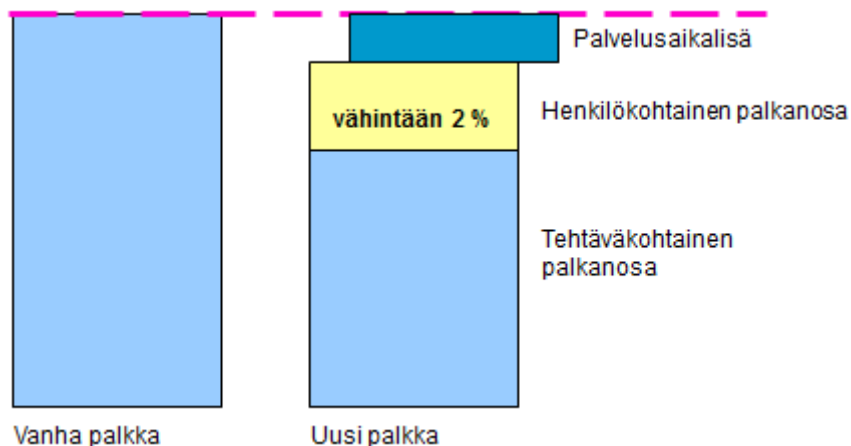 Palvelusaikalisä
vähintään 2 %
Henkilökohtainen palkanosa
Tehtäväkohtainen
palkanosa
Vanha palkka
Uusi palkka